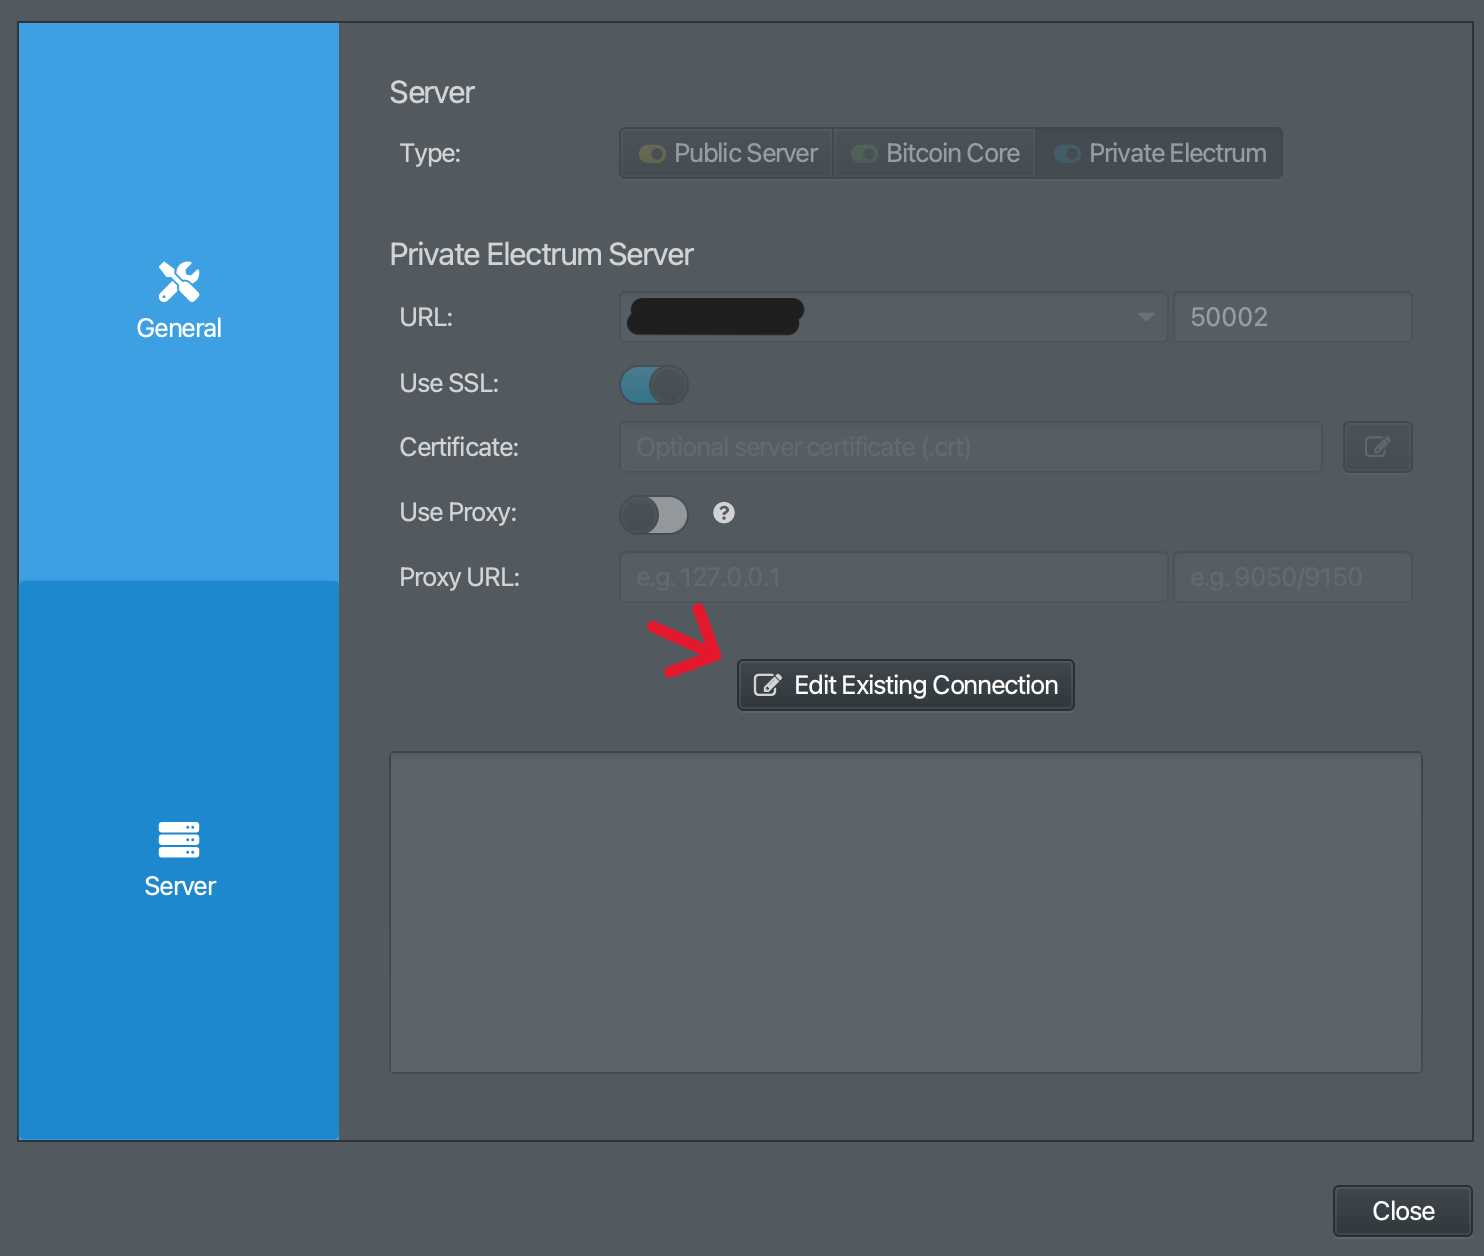 General
Server
Server
Type:
Public Server
Bitcoin Core
Private Electrum
Private Electrum Server
URL:
50002
Use SSL:
Certificate:
Optional server certificate (.crt)
Use Proxy:
?
Proxy URL:
e.g. 127.0.0.1
e.g. 9050/9150
Edit Existing Connection
Close